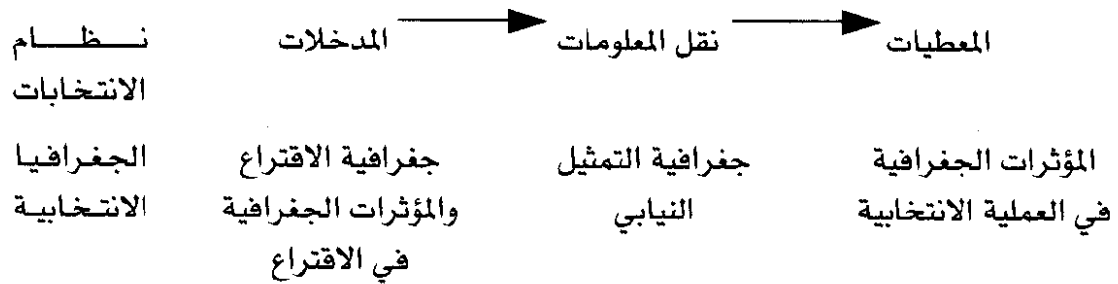 المعطيات نقل المعلومات المدخلات نـــظــــام
الانتخابات
المؤثرات الجغرافية جغرافية التمثيل جغرافية الاقتراع الجغرافيا
في العملية الانتخابية النيابي والمؤثرات الجغرافية الانتخابية
في الاقتراع